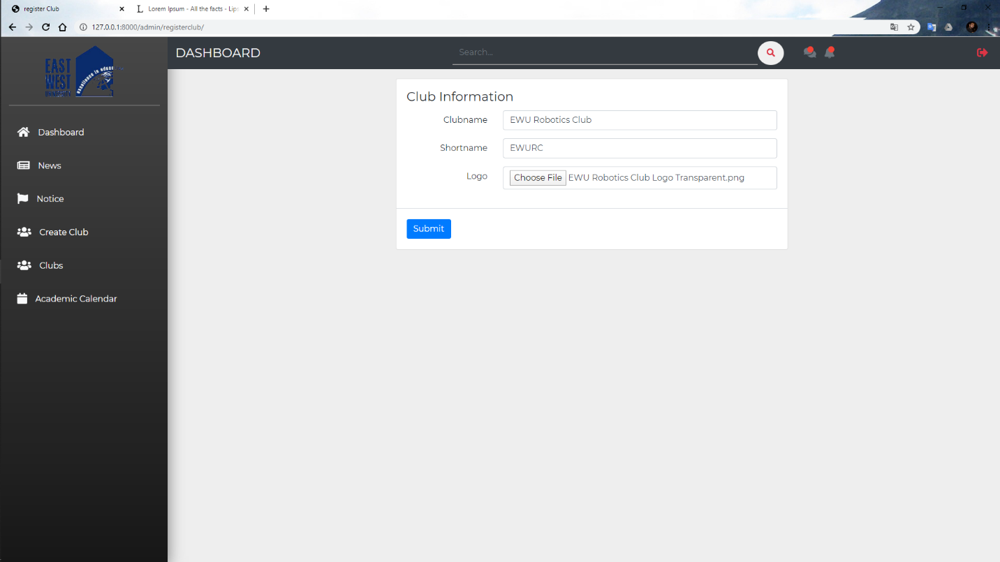 register Club
Lorem Ipsum - All the facts - Lips
127.0.0.1:8000/admin/registerclub/
EAST
WEST
UNIVERSITY
excellence in educa
DASHBOARD
Search...
Dashboard
News
Notice
Create Club
Clubs
Academic Calendar
Club Information
Clubname
EWU Robotics Club
Shortname
EWURC
Logo
Choose File EWU Robotics Club Logo Transparent.png
Submit